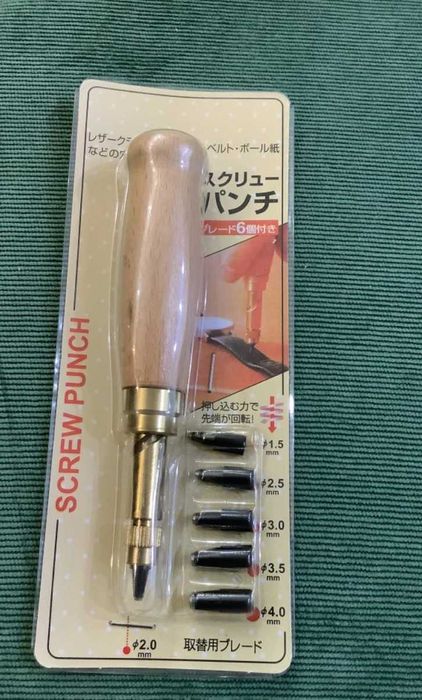 レザーク
などの
ベルト・ボール紙
スクリュー
パンチ
ブレード6個付き
SCREW PUNCH
押し込む力で
先端が回転!
φ1.5
mm
φ2.5
mm
φ3.0
mm
φ3.5
mm
φ4.0
mm
φ2.0
mm
取替用ブレード